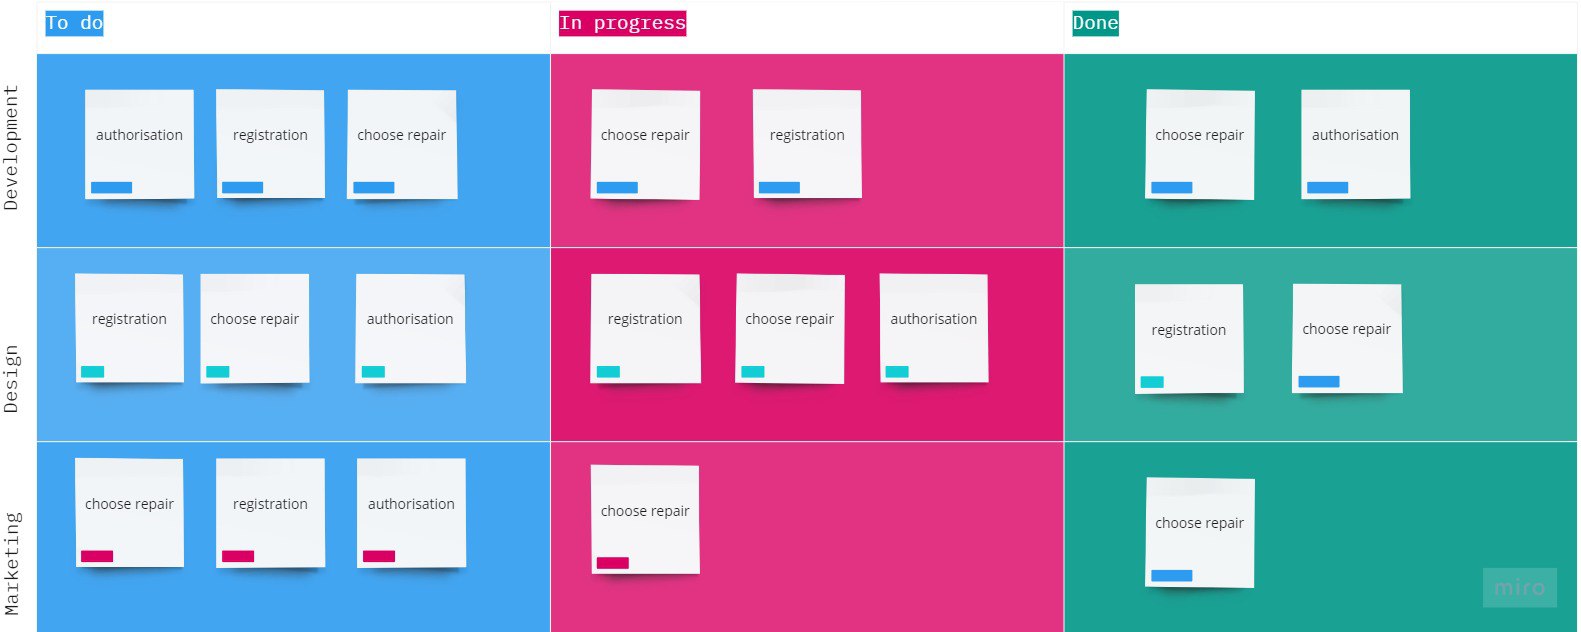 To do
In progress
Done
Development
authorisation
registration
choose repair
choose repair
registration
choose repair
authorisation
Design
registration
choose repair
authorisation
registration
choose repair
authorisation
registration
choose repair
Marketing
choose repair
registration
authorisation
choose repair
choose repair
miro